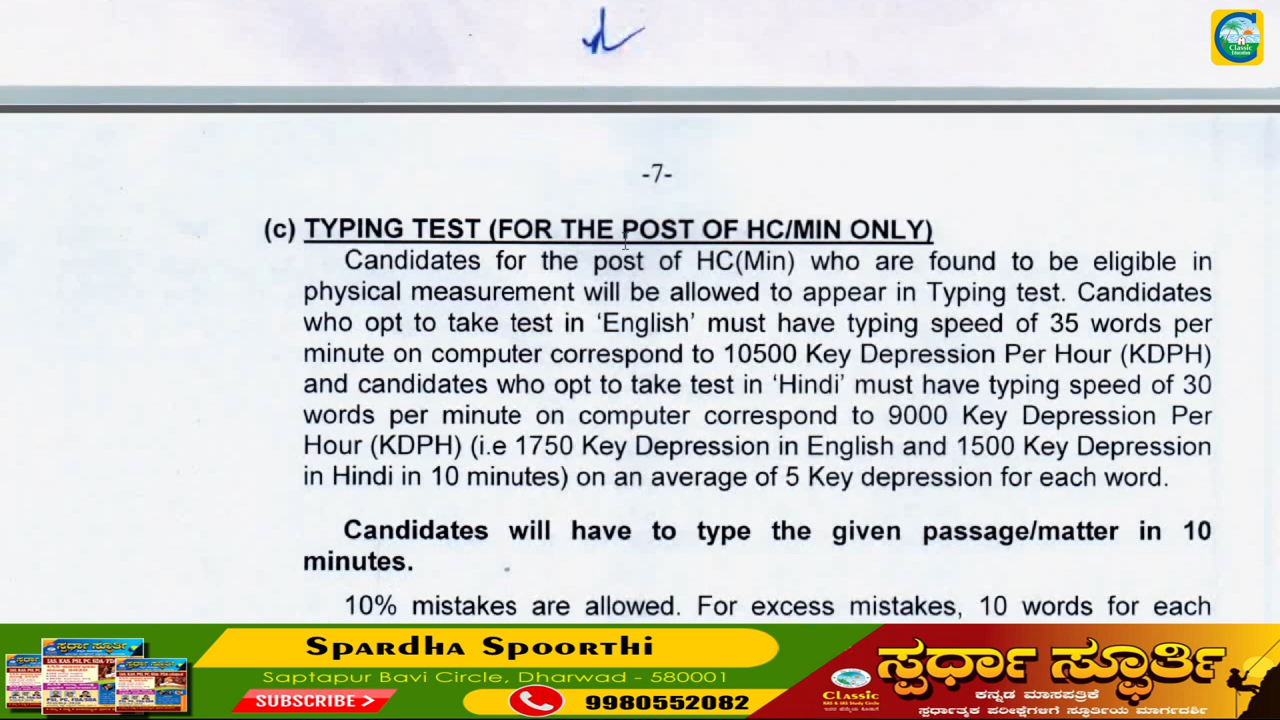 Classic
Education
-7-
(c) TYPING TEST (FOR THE POST OF HC/MIN ONLY)
Candidates for the post of HC(Min) who are found to be eligible in
physical measurement will be allowed to appear in Typing test. Candidates
who opt to take test in ‘English’ must have typing speed of 35 words per
minute on computer correspond to 10500 Key Depression Per Hour (KDPH)
and candidates who opt to take test in ‘Hindi’ must have typing speed of 30
words per minute on computer correspond to 9000 Key Depression Per
Hour (KDPH) (i.e 1750 Key Depression in English and 1500 Key Depression
in Hindi in 10 minutes) on an average of 5 Key depression for each word.
Candidates will have to type the given passage/matter in 10
minutes.
10% mistakes are allowed. For excess mistakes, 10 words for each
Spardha Spoorthi
Saptapur Bavi Circle, Dharwad - 580001
SUBSCRIBE >
9980552082
Classic
KAS & IAS Study Circle
ಸ್ಪರ್ಧಾ ಸ್ಫೂರ್ತಿ
ಕನ್ನಡ ಮಾಸಪತ್ರಿಕೆ
ಸ್ಪರ್ಧಾತ್ಮಕ ಪರೀಕ್ಷೆಗಳಿಗೆ ಸ್ಫೂರ್ತಿಯ ಮಾರ್ಗದರ್ಶಿ